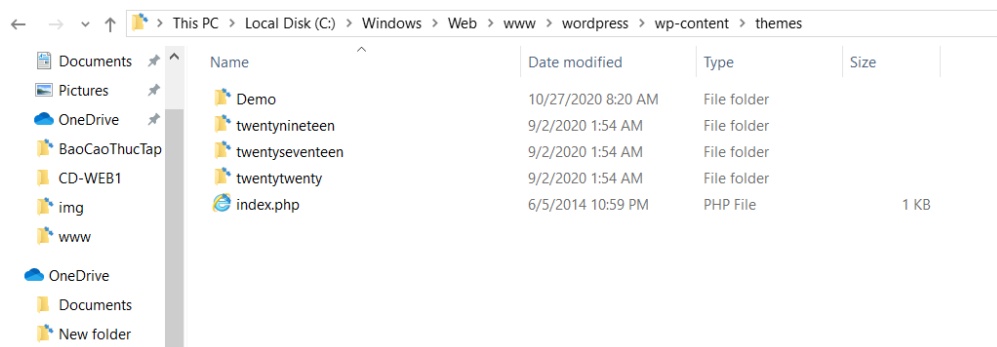 This PC > Local Disk (C:) > Windows > Web > www > wordpress > wp-content > themes
Documents
Pictures
OneDrive
BaoCaoThucTap
CD-WEB1
img
www
OneDrive
Documents
New folder
Name Date modified Type Size
Demo 10/27/2020 8:20 AM File folder
twentynineteen 9/2/2020 1:54 AM File folder
twentyseventeen 9/2/2020 1:54 AM File folder
twentytwenty 9/2/2020 1:54 AM File folder
index.php 6/5/2014 10:59 PM PHP File 1 KB